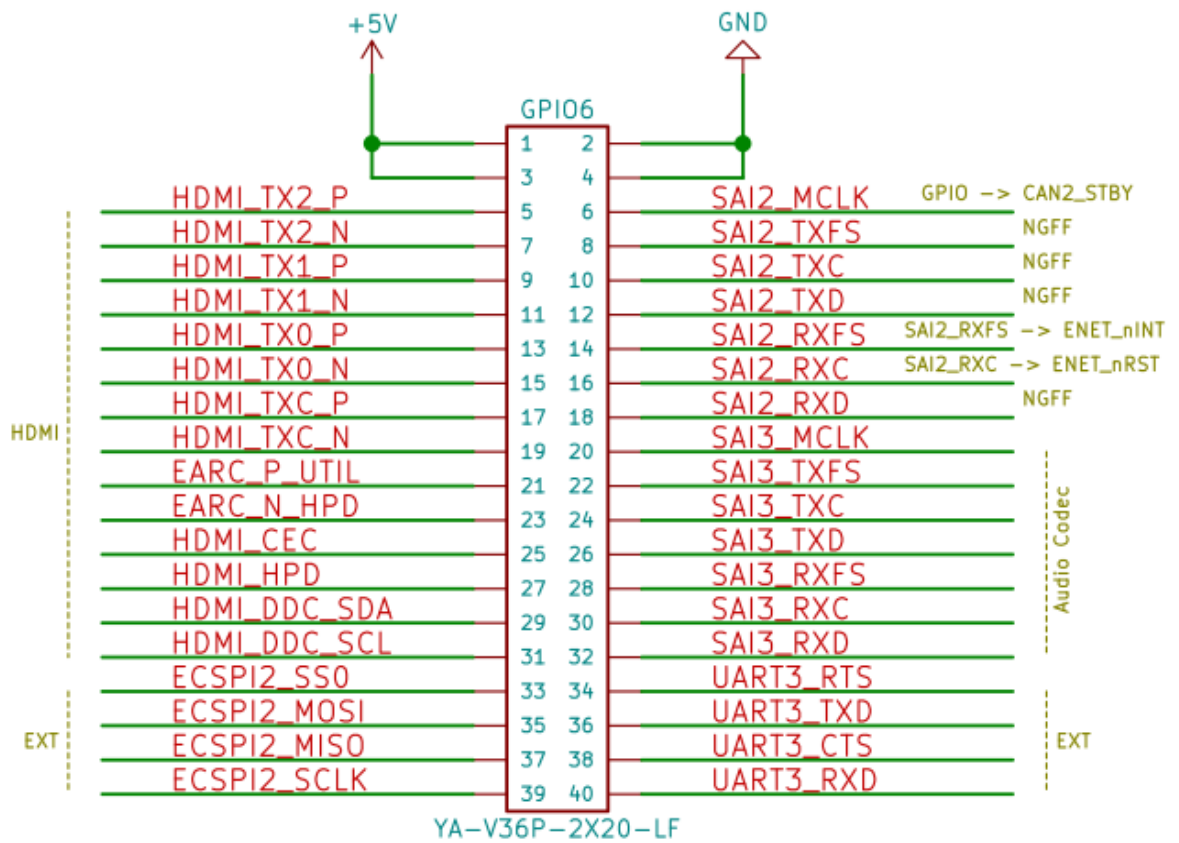 +5V
GND
GPIO6
1 2
3 4
HDMI_TX2_P 5 6 SAI2_MCLK GPIO -> CAN2_STBY
HDMI_TX2_N 7 8 SAI2_TXFS NGFF
HDMI_TX1_P 9 10 SAI2_TXC NGFF
HDMI_TX1_N 11 12 SAI2_TXD NGFF
HDMI_TX0_P 13 14 SAI2_RXFS SAI2_RXFS -> ENET_nINT
HDMI_TX0_N 15 16 SAI2_RXC SAI2_RXC -> ENET_nRST
HDMI_TXC_P 17 18 SAI2_RXD NGFF
HDMI
HDMI_TXC_N 19 20 SAI3_MCLK
EARC_P_UTIL 21 22 SAI3_TXFS
EARC_N_HPD 23 24 SAI3_TXC
HDMI_CEC 25 26 SAI3_TXD
HDMI_HPD 27 28 SAI3_RXFS
Audio Codec
HDMI_DDC_SDA 29 30 SAI3_RXC
HDMI_DDC_SCL 31 32 SAI3_RXD
ECSPI2_SS0 33 34 UART3_RTS
ECSPI2_MOSI 35 36 UART3_TXD
EXT
EXT
ECSPI2_MISO 37 38 UART3_CTS
ECSPI2_SCLK 39 40 UART3_RXD
YA-V36P-2X20-LF